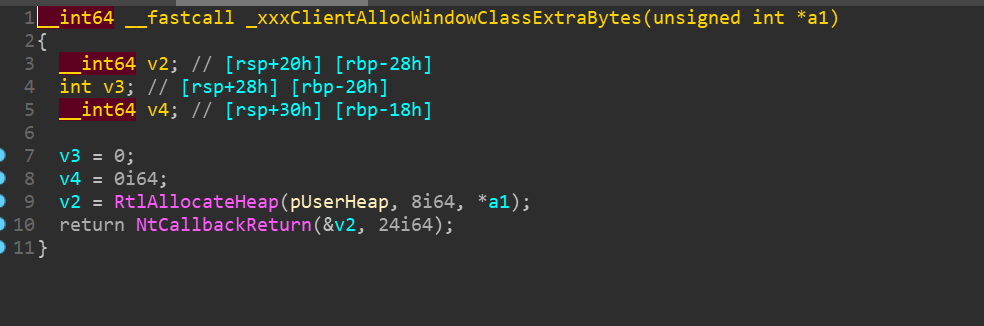 1 __int64 __fastcall _xxxClientAllocWindowClassExtraBytes(unsigned int *a1)
2 {
3   __int64 v2; // [rsp+20h] [rbp-28h]
4   int v3; // [rsp+28h] [rbp-20h]
5   __int64 v4; // [rsp+30h] [rbp-18h]
6
7   v3 = 0;
8   v4 = 0i64;
9   v2 = RtlAllocateHeap(pUserHeap, 8i64, *a1);
10   return NtCallbackReturn(&v2, 24i64);
11 }